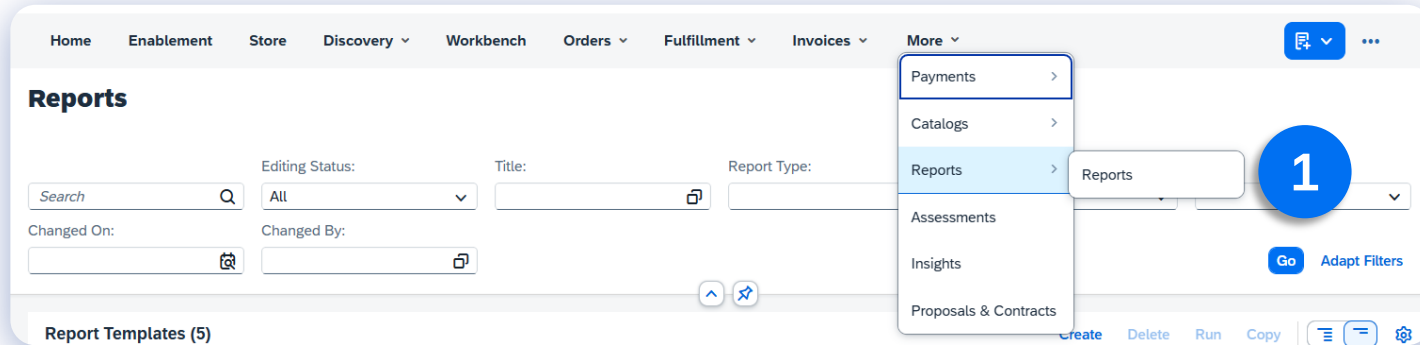 Home Enablement Store Discovery Workbench Orders Fulfillment Invoices More
Payments
Reports
Catalogs
Editing Status: Title: Report Type:
Reports
Reports
1
Search
All
Assessments
Changed On: Changed By:
Insights
Go Adapt Filters
Proposals & Contracts
Report Templates (5)
Create Delete Run Copy